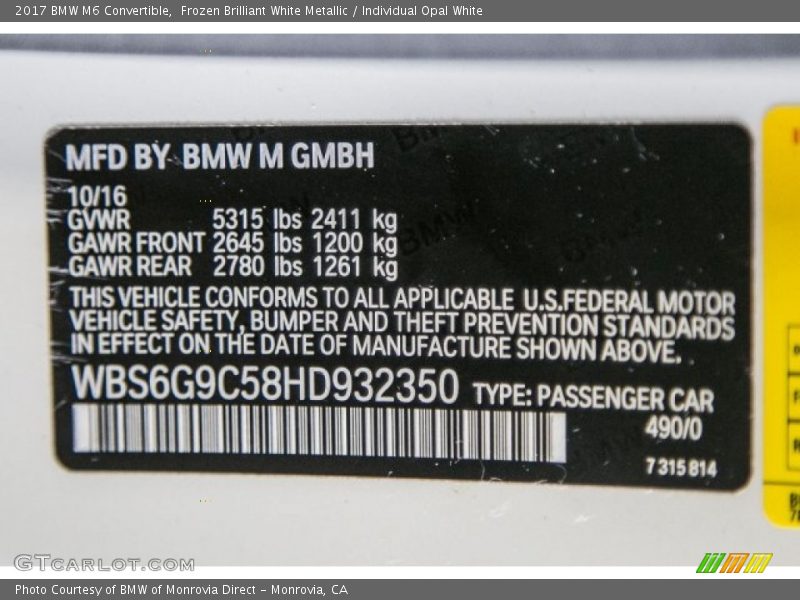 2017 BMW M6 Convertible,  Frozen Brilliant White Metallic / Individual Opal White
MFD BY BMW M GMBH
10/16
GVWR 5315 lbs 2411 kg
GAWR FRONT 2645 lbs 1200 kg
GAWR REAR 2780 lbs 1261 kg
THIS VEHICLE CONFORMS TO ALL APPLICABLE U.S.FEDERAL MOTOR
VEHICLE SAFETY, BUMPER AND THEFT PREVENTION STANDARDS
IN EFFECT ON THE DATE OF MANUFACTURE SHOWN ABOVE.
WBS6G9C58HD932350 TYPE: PASSENGER CAR
490/0
7 315 814
GTCARLOT.COM
Photo Courtesy of BMW of Monrovia Direct – Monrovia, CA